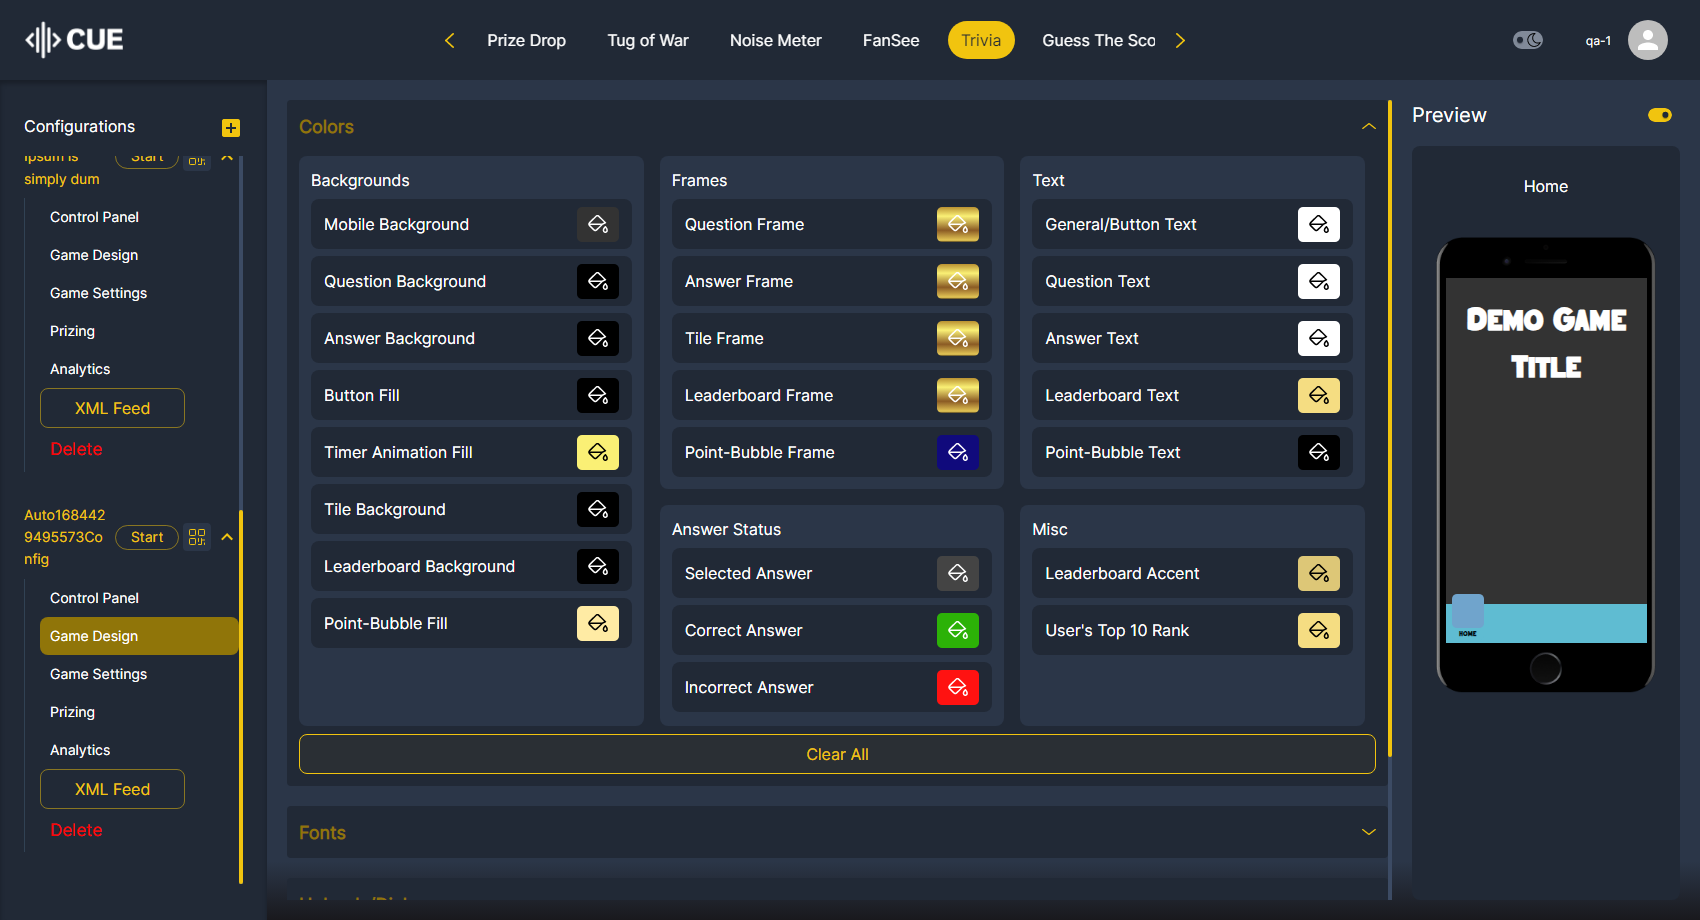 CUE
Prize Drop
Tug of War
Noise Meter
FanSee
Trivia
Guess The Sco
qa-1
Configurations
Ipsum is
simply dum
Start
Control Panel
Game Design
Game Settings
Prizing
Analytics
XML Feed
Delete
Auto168442
9495573Co
nfig
Start
Control Panel
Game Design
Game Settings
Prizing
Analytics
XML Feed
Delete
Colors
Backgrounds
Mobile Background
Question Background
Answer Background
Button Fill
Timer Animation Fill
Tile Background
Leaderboard Background
Point-Bubble Fill
Frames
Question Frame
Answer Frame
Tile Frame
Leaderboard Frame
Point-Bubble Frame
Text
General/Button Text
Question Text
Answer Text
Leaderboard Text
Point-Bubble Text
Answer Status
Selected Answer
Correct Answer
Incorrect Answer
Misc
Leaderboard Accent
User's Top 10 Rank
Clear All
Fonts
Preview
Home
Demo Game
Title
HOME